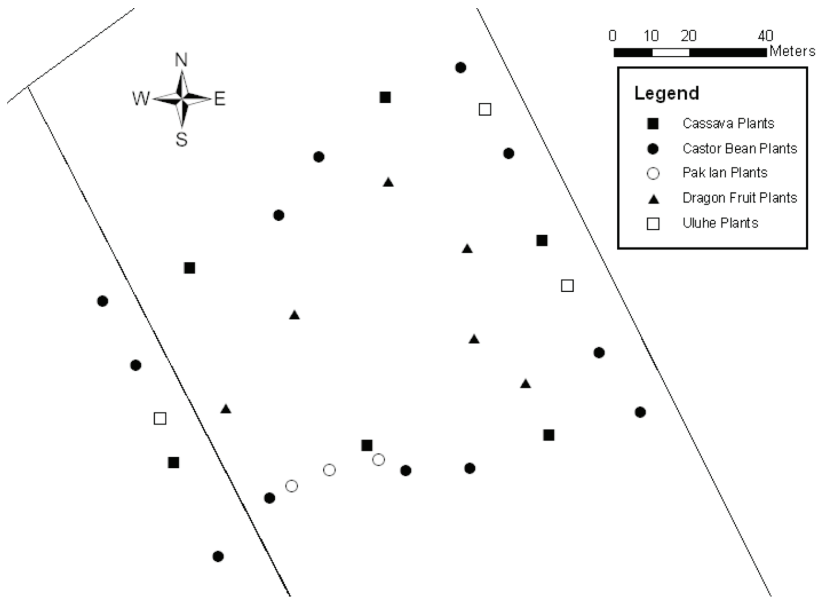 N
W E
S
0 10 20 40
Meters
Legend
Cassava Plants
Castor Bean Plants
Pak lan Plants
Dragon Fruit Plants
Uluhe Plants